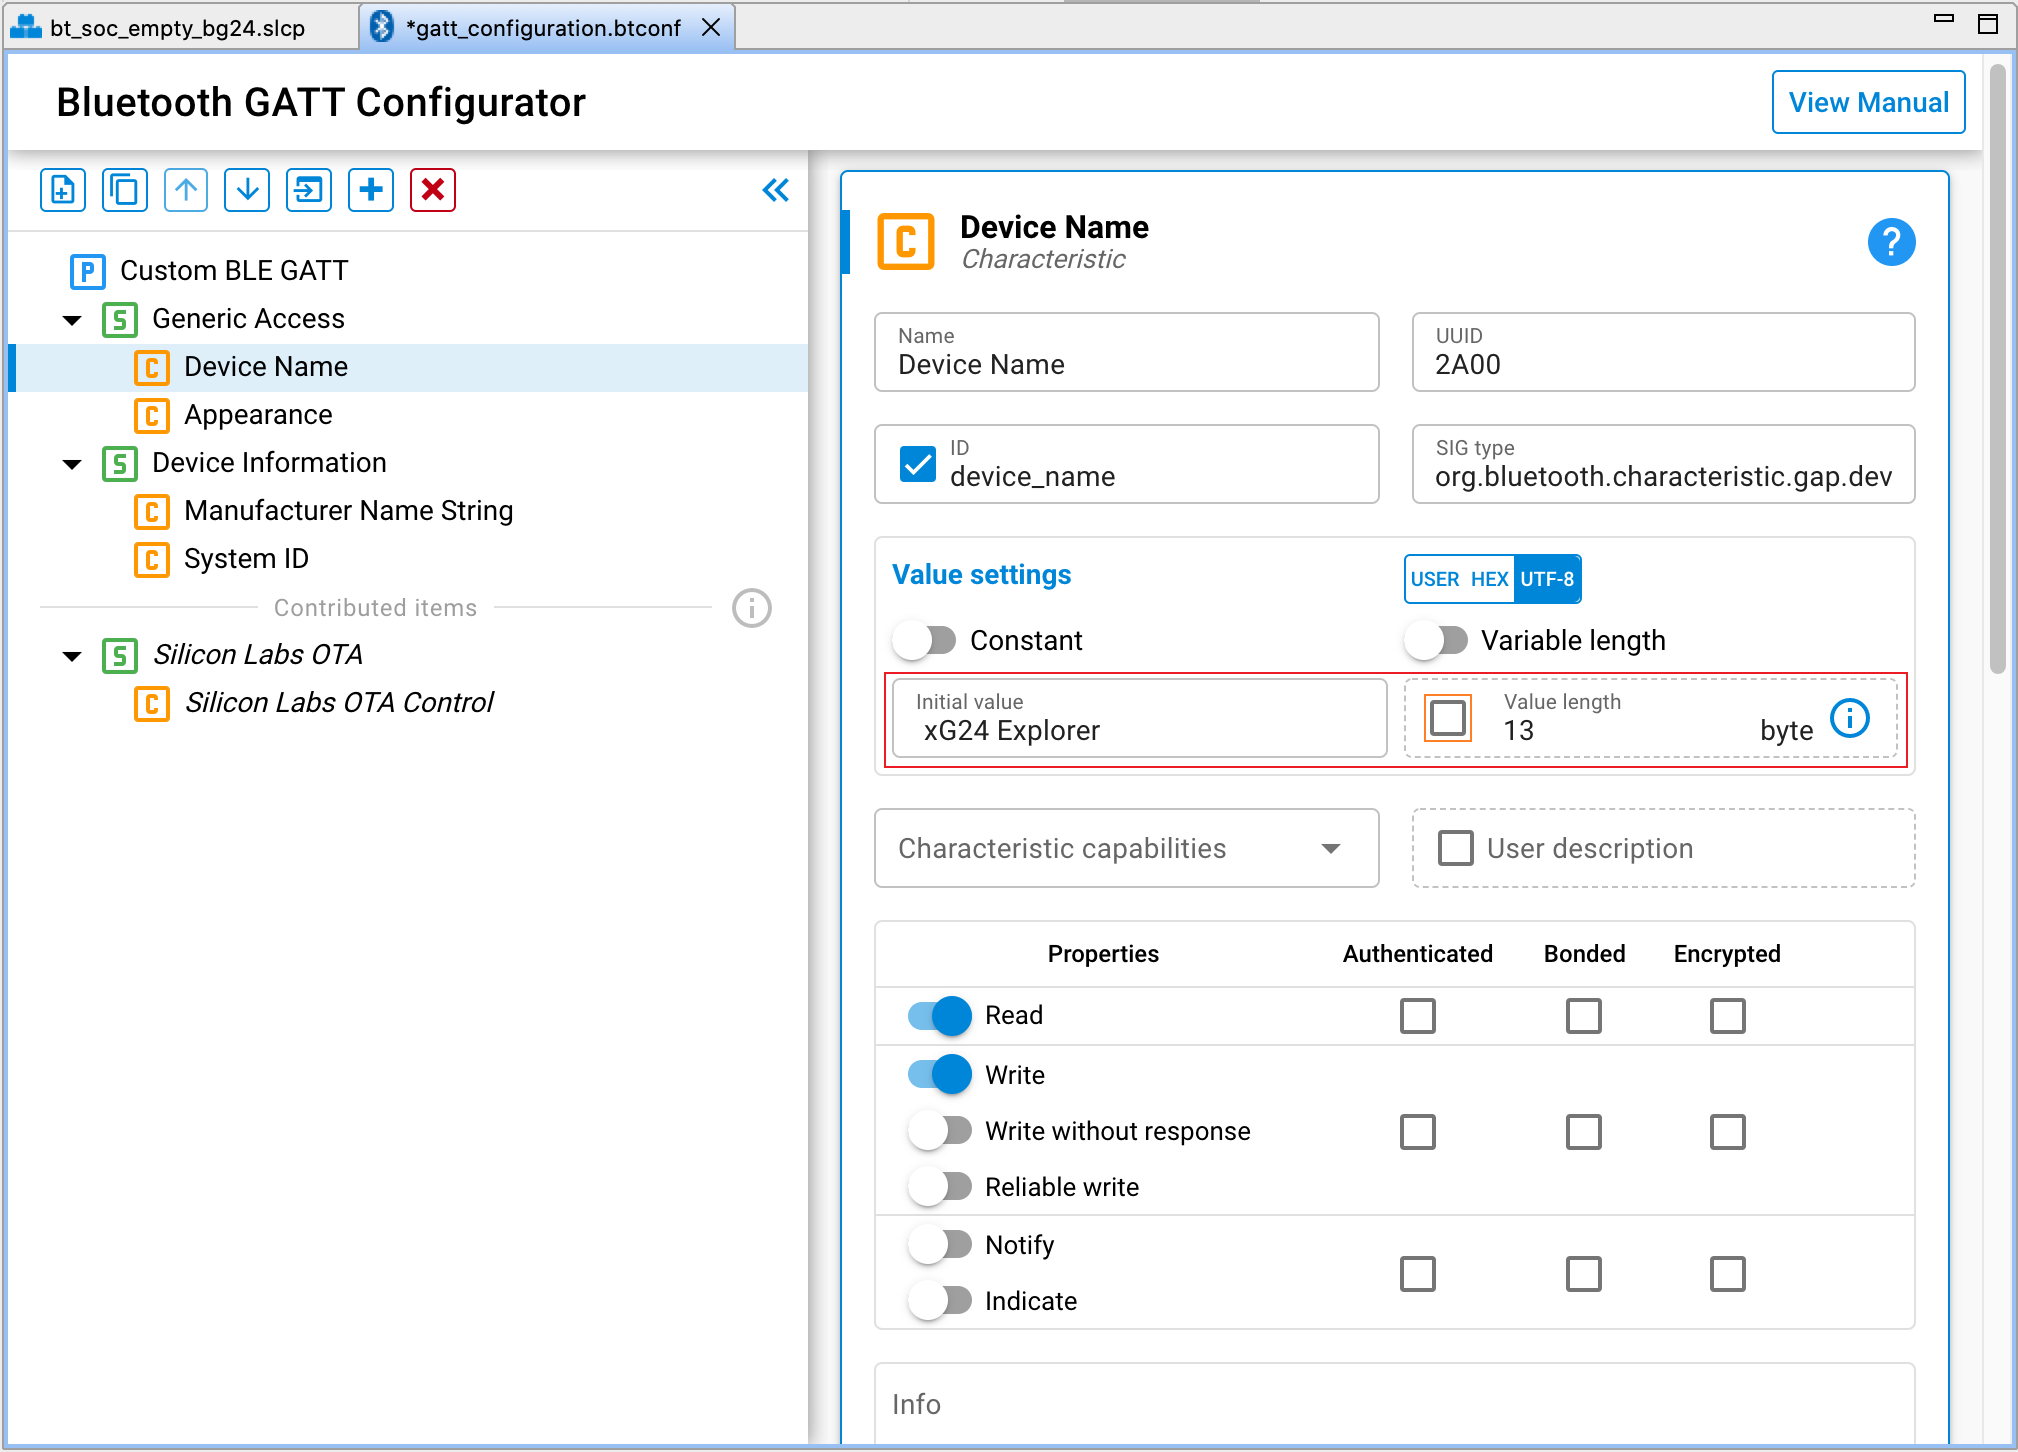 bt_soc_empty_bg24.slcp
*gatt_configuration.btconf
Bluetooth GATT Configurator
View Manual
P Custom BLE GATT
S Generic Access
C Device Name
C Appearance
S Device Information
C Manufacturer Name String
C System ID
Contributed items
S Silicon Labs OTA
C Silicon Labs OTA Control
C Device Name
Characteristic
?
Name
Device Name
UUID
2A00
ID
device_name
SIG type
org.bluetooth.characteristic.gap.dev
Value settings
USER HEX UTF-8
Constant
Variable length
Initial value
xG24 Explorer
Value length
13
byte
Characteristic capabilities
User description
Properties Authenticated Bonded Encrypted
Read
Write
Write without response
Reliable write
Notify
Indicate
Info